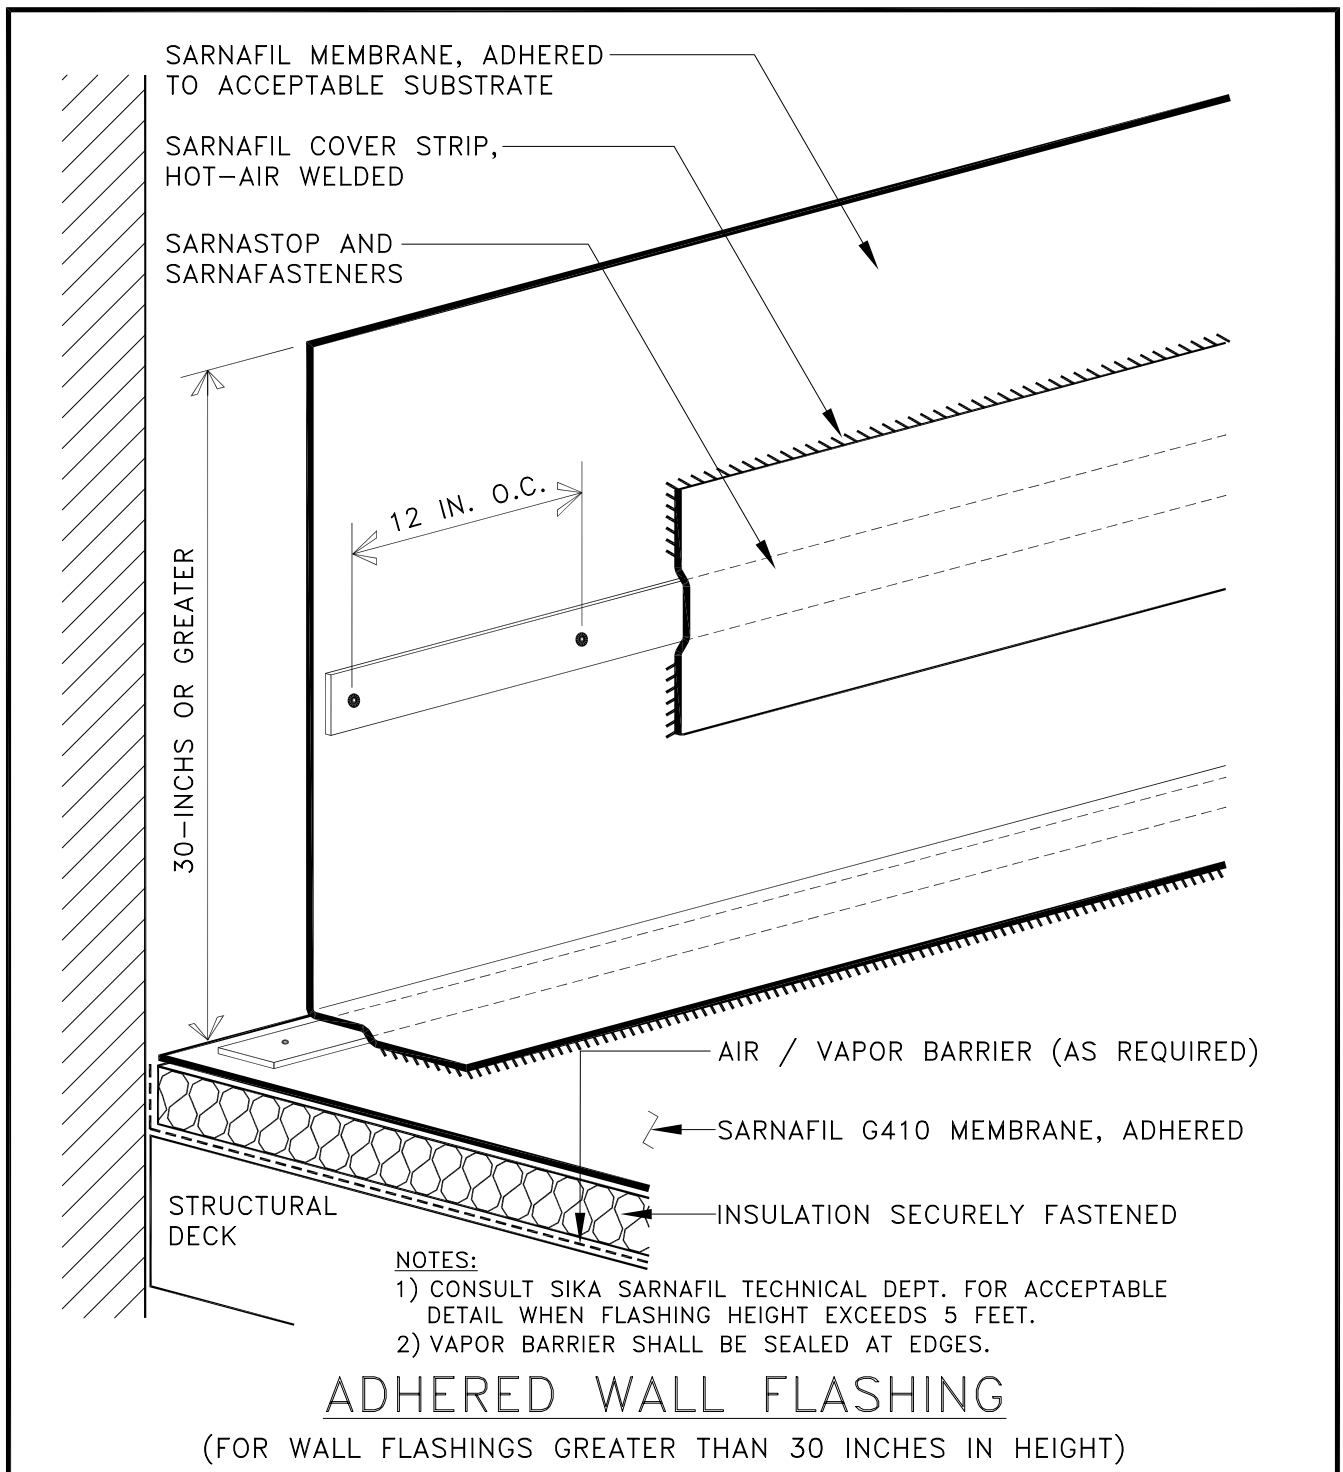 SARNAFIL MEMBRANE, ADHERED
TO ACCEPTABLE SUBSTRATE
SARNAFIL COVER STRIP,
HOT-AIR WELDED
SARNASTOP AND
SARNAFASTENERS
12 IN. O.C.
30-INCHS OR GREATER
AIR / VAPOR BARRIER (AS REQUIRED)
SARNAFIL G410 MEMBRANE, ADHERED
INSULATION SECURELY FASTENED
STRUCTURAL
DECK
NOTES:
1) CONSULT SIKA SARNAFIL TECHNICAL DEPT. FOR ACCEPTABLE
DETAIL WHEN FLASHING HEIGHT EXCEEDS 5 FEET.
2) VAPOR BARRIER SHALL BE SEALED AT EDGES.
ADHERED WALL FLASHING
(FOR WALL FLASHINGS GREATER THAN 30 INCHES IN HEIGHT)